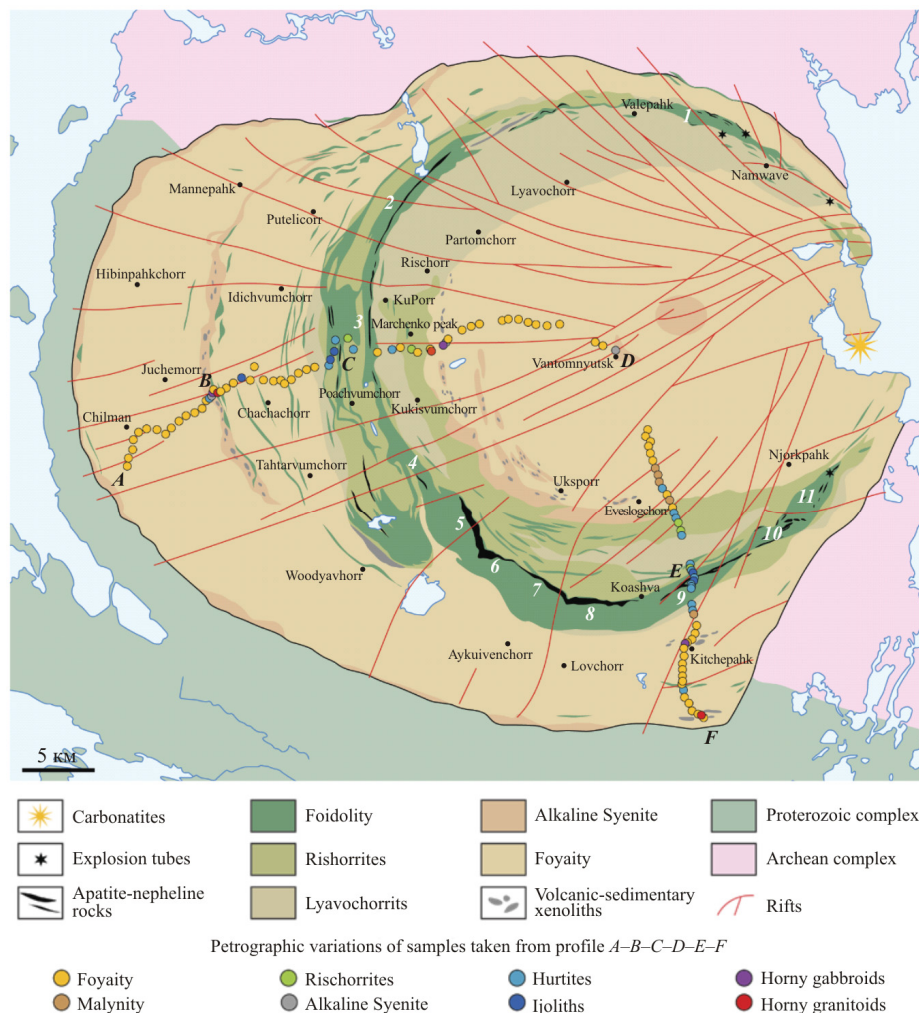 Valepahk
1
Namwave
Mannepahk
Lyavochorr
2
Putelicorr
Partomchorr
Rischorr
Hibinpahkchorr
Idichvumchorr
KuPorr
3
Marchenko peak
Juchemorr
B
C
Vantomnyutsk
D
Poachvumchorr
Chilman
Chachachorr
Kukisvumchorr
A
Tahtarvumchorr
4
Njorkpahk
Uksporr
Eveslogchorr
11
5
10
6
Woodyavhorr
E
7
Koashva
9
8
Aykuivenchorr
Kitchepahk
Lovchorr
F
5 км
Carbonatites
Foidolity
Alkaline Syenite
Proterozoic complex
Explosion tubes
Rishorrites
Foyaity
Archean complex
Apatite-nepheline
rocks
Lyavochorrits
Volcanic-sedimentary
xenoliths
Rifts
Petrographic variations of samples taken from profile A–B–C–D–E–F
Foyaity
Rischorrites
Hurtites
Horny gabbroids
Malynity
Alkaline Syenite
Ijoliths
Horny granitoids